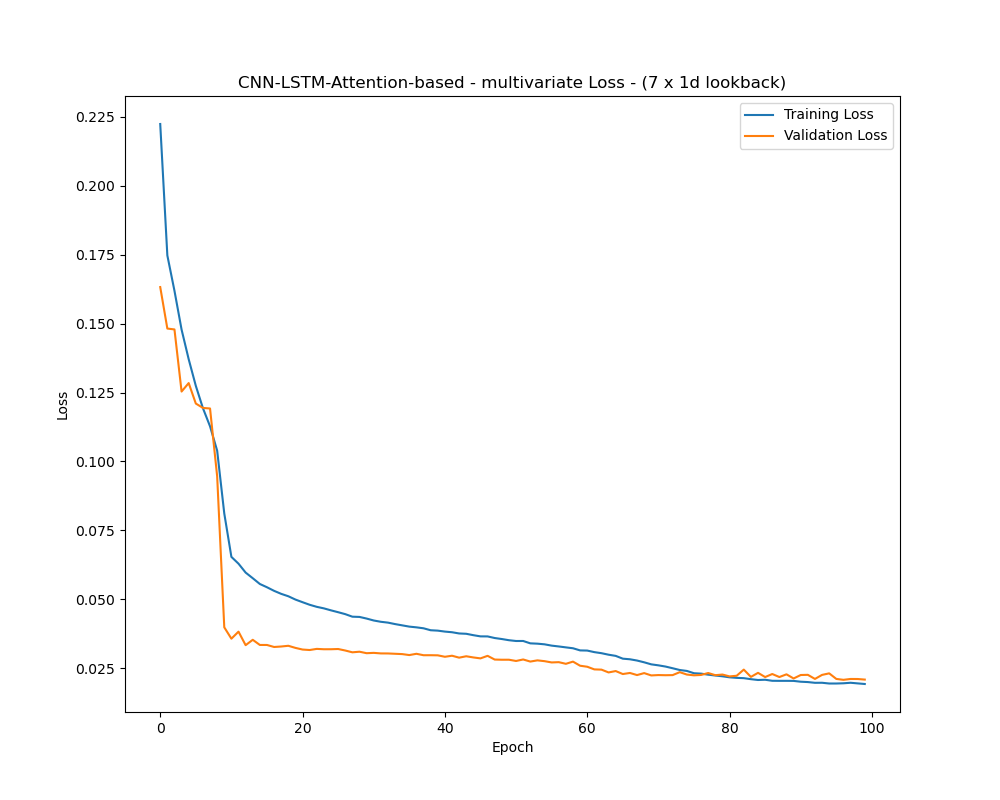 CNN-LSTM-Attention-based - multivariate Loss - (7 x 1d lookback)
Training Loss
Validation Loss
0.225
0.200
0.175
0.150
0.125
0.100
0.075
0.050
0.025
Loss
0 20 40 60 80 100
Epoch